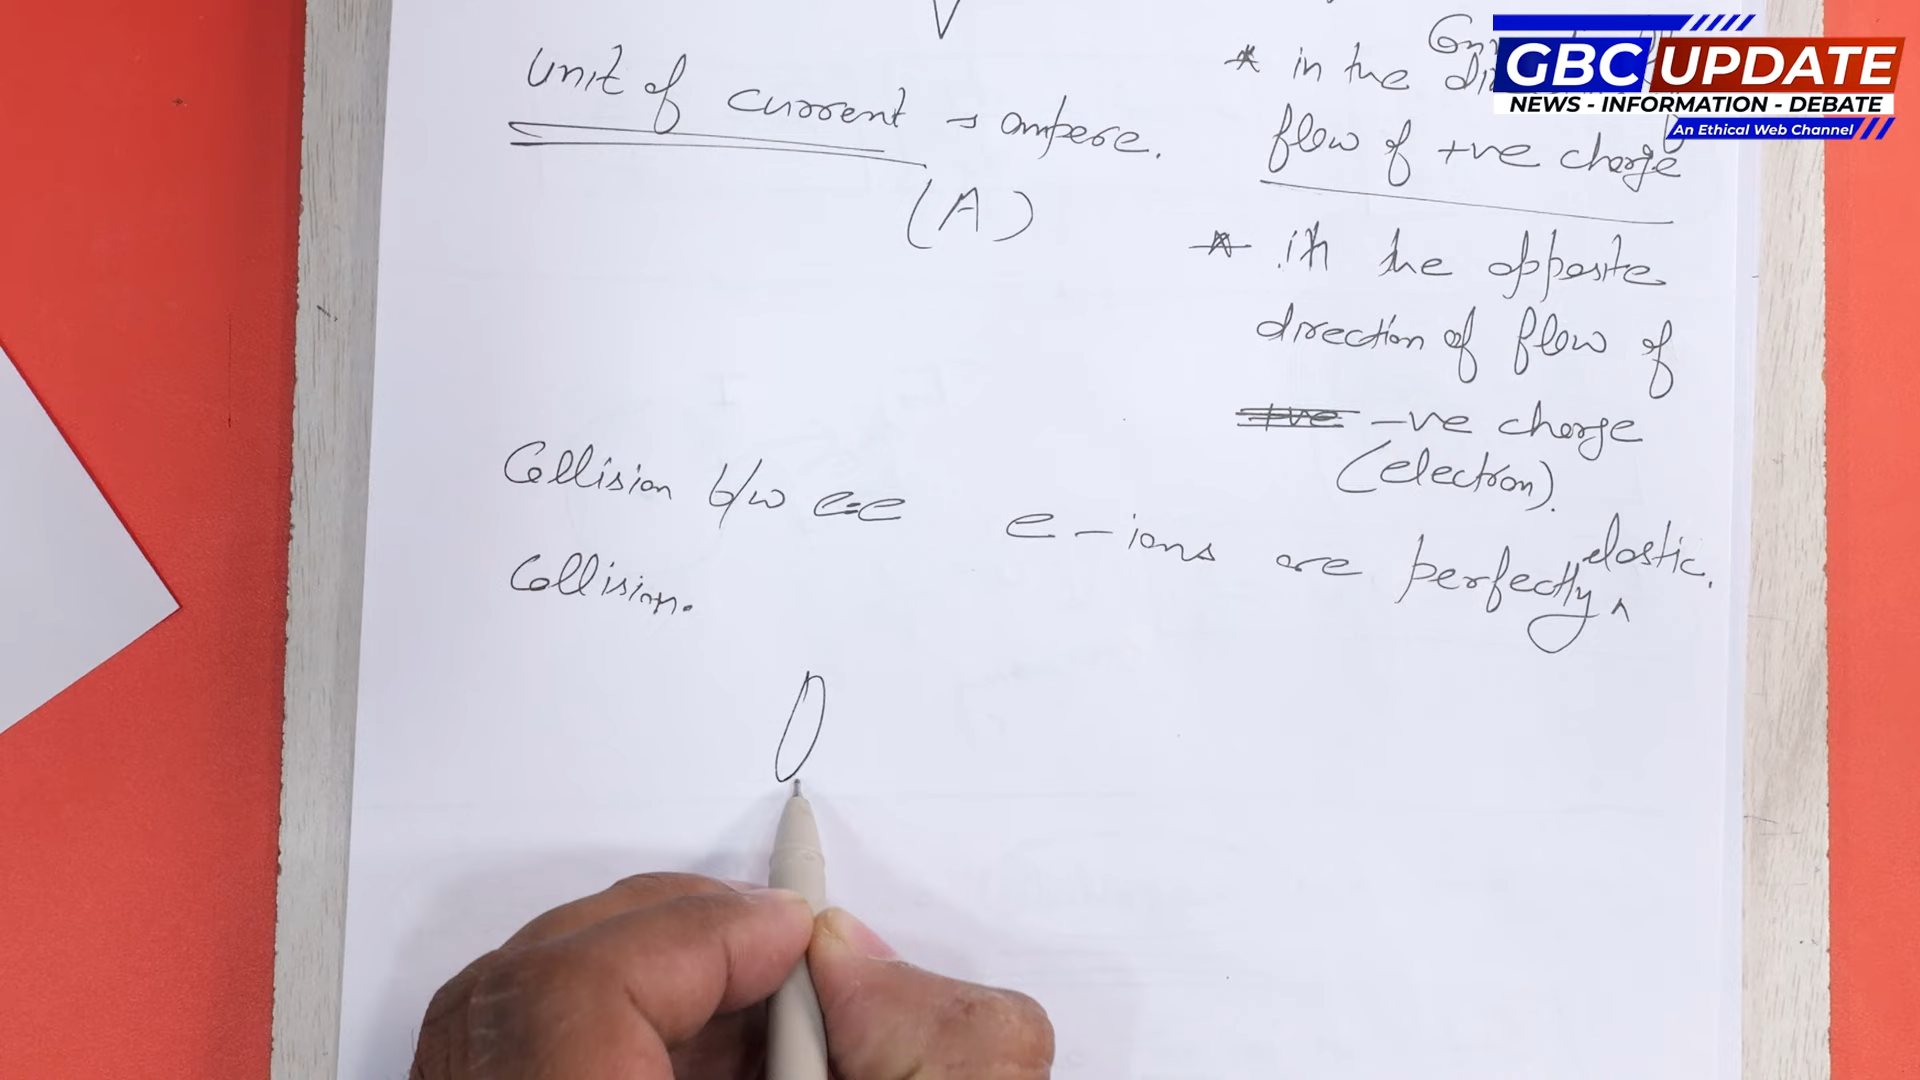 unit of current → ampere.
(A)
* in the
flow of +ve charge
* in the opposite
direction of flow of
+ve -ve charge
(electron).
Collision b/w e-e e-ions are perfectly ^ elastic.
Collision.
GBC UPDATE
NEWS - INFORMATION - DEBATE
An Ethical Web Channel